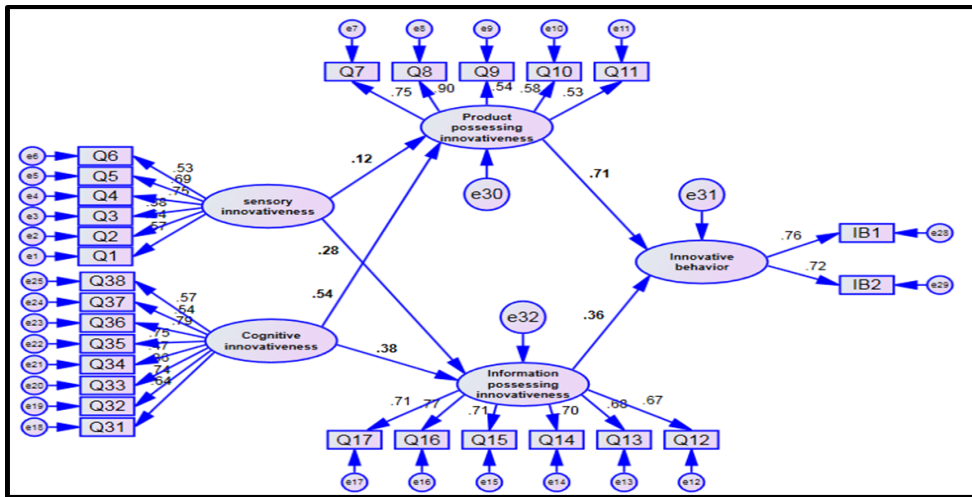 e7 e8 e9 e10 e11
Q7 Q8 Q9 Q10 Q11
.75 .90 .54 .58 .53
Product
possessing
innovativeness
e30
e6 Q6 .53
e5 Q5 .69
e4 Q4 .75
e3 Q3
e2 Q2
e1 Q1
sensory
innovativeness
.12
.28
.71
e31
Innovative
behavior
.76 IB1 e28
.72 IB2 e29
e25 Q38 .57
e24 Q37 .54
e23 Q36 .79
e22 Q35 .75
e21 Q34 .47
e20 Q33
e19 Q32 .74
e18 Q31 .64
Cognitive
innovativeness
.54
.38
e32
.36
Information
possessing
innovativeness
.71 .77 .71 .70 .68 .67
Q17 Q16 Q15 Q14 Q13 Q12
e17 e16 e15 e14 e13 e12